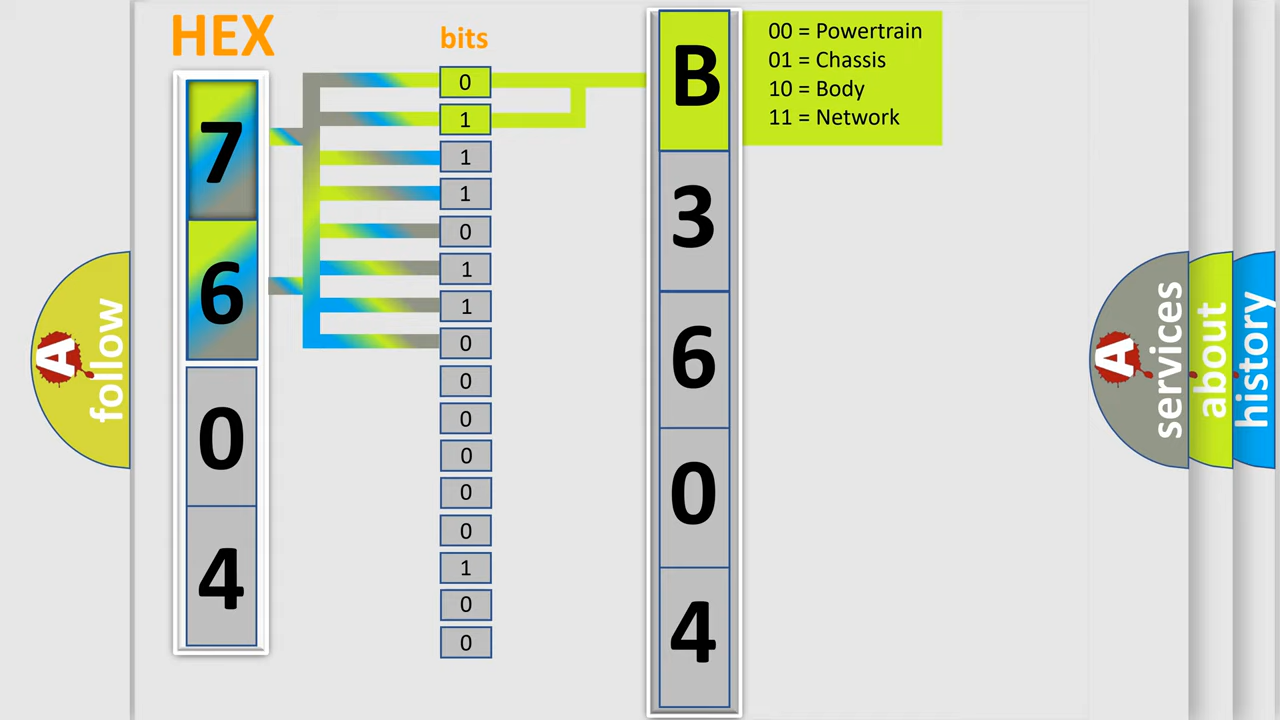 HEX
bits
7
6
0
4
0
1
1
1
0
1
1
0
0
0
0
0
0
1
0
0
B
3
6
0
4
00 = Powertrain
01 = Chassis
10 = Body
11 = Network
A
follow
A
services
about
history